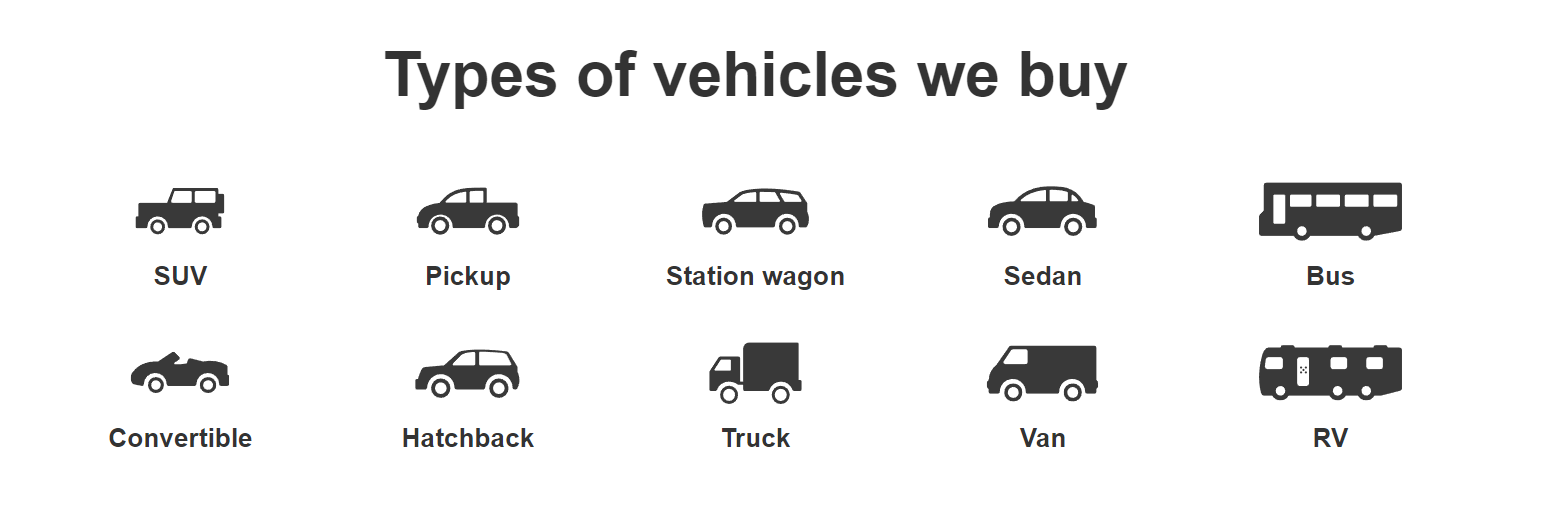 Types of vehicles we buy
SUV
Pickup
Station wagon
Sedan
Bus
Convertible
Hatchback
Truck
Van
RV